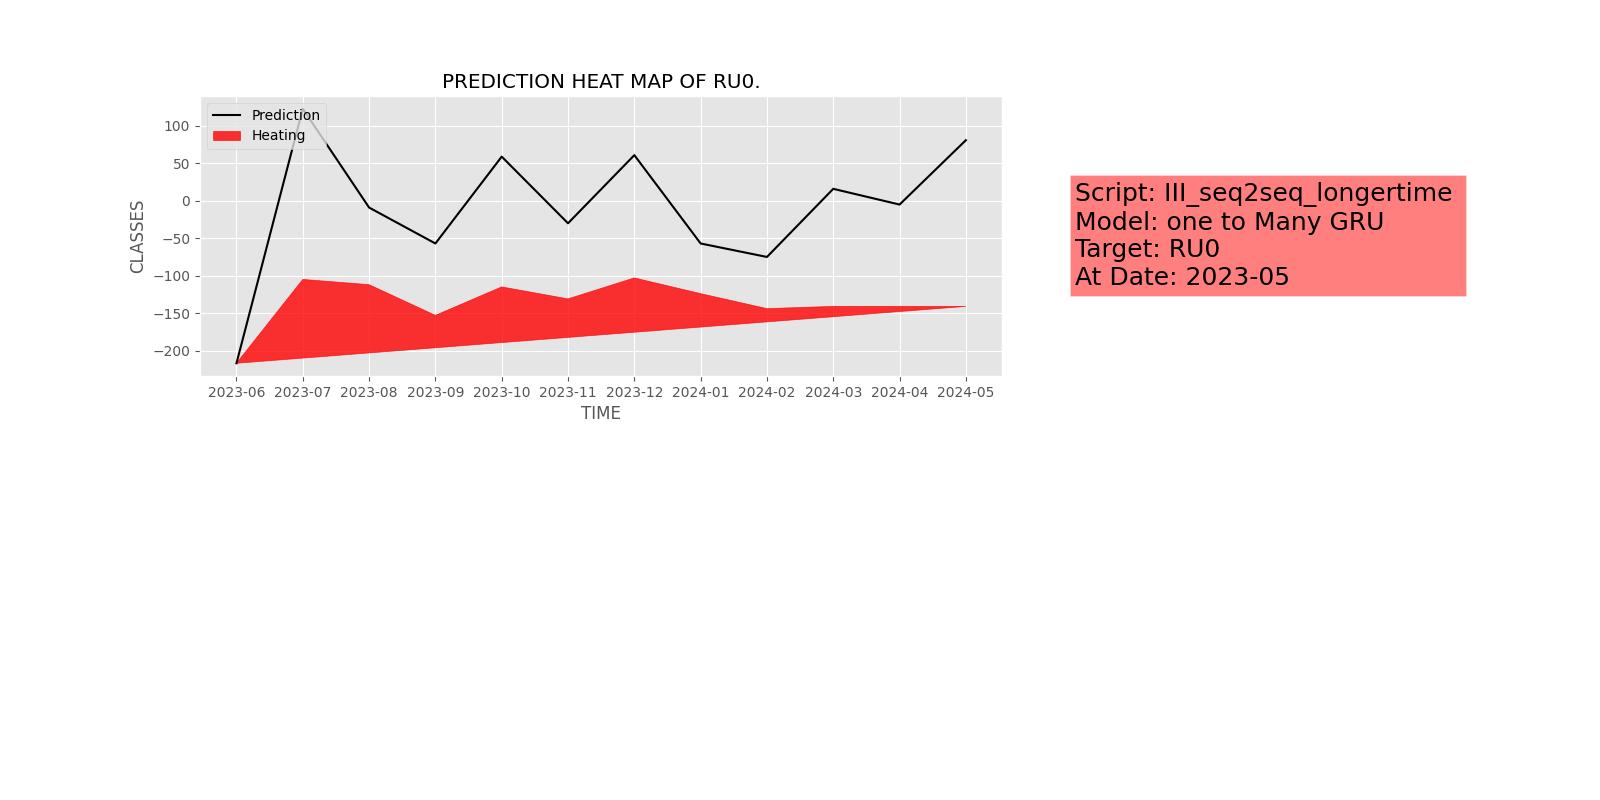 PREDICTION HEAT MAP OF RU0.
Prediction
Heating
100
50
0
−50
−100
−150
−200
CLASSES
2023-06 2023-07 2023-08 2023-09 2023-10 2023-11 2023-12 2024-01 2024-02 2024-03 2024-04 2024-05
TIME
Script: III_seq2seq_longertime
Model: one to Many GRU
Target: RU0
At Date: 2023-05